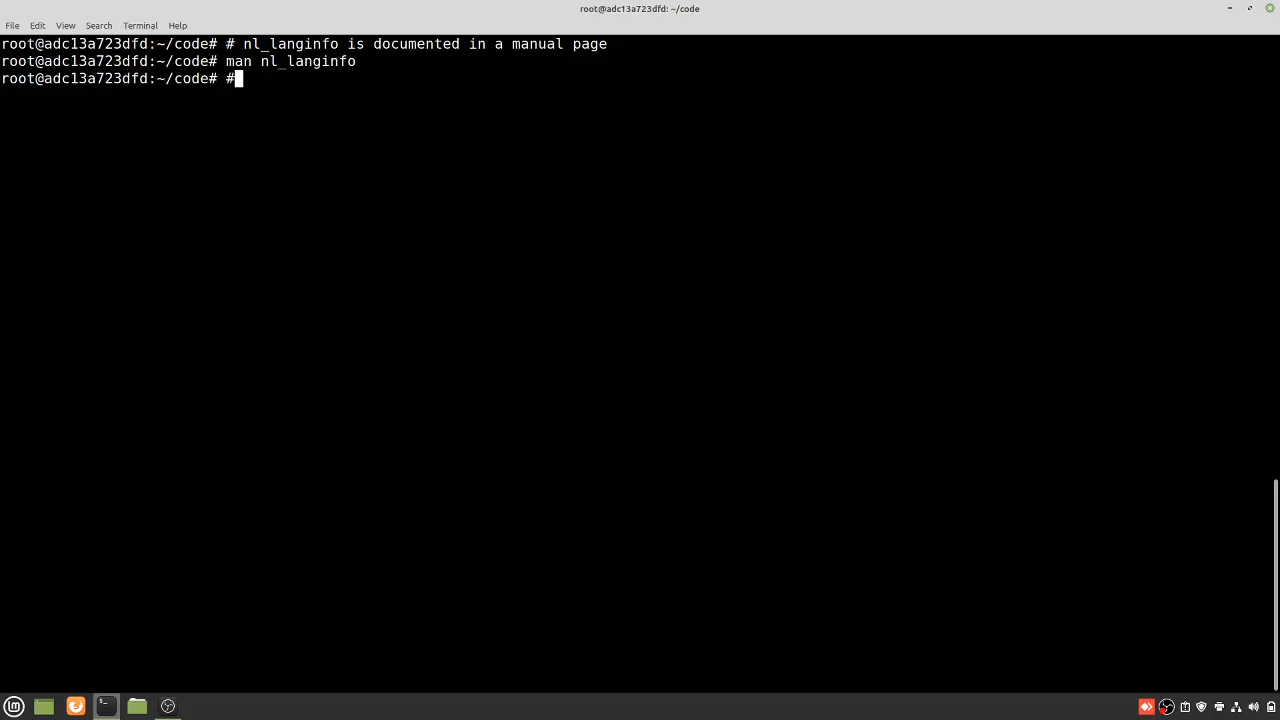 root@adc13a723dfd: ~/code
File Edit View Search Terminal Help
root@adc13a723dfd:~/code# # nl_langinfo is documented in a manual page
root@adc13a723dfd:~/code# man nl_langinfo
root@adc13a723dfd:~/code# #